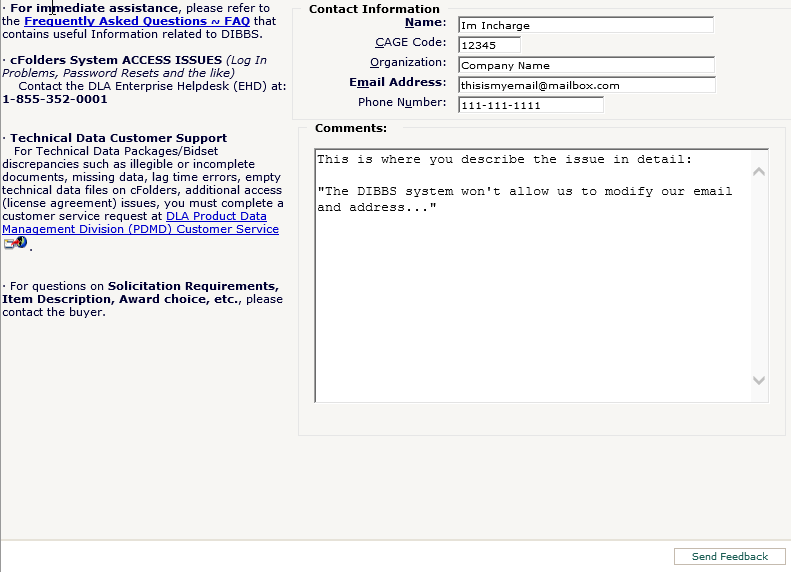 · For immediate assistance, please refer to
the Frequently Asked Questions ~ FAQ that
contains useful Information related to DIBBS.
· cFolders System ACCESS ISSUES (Log In
Problems, Password Resets and the like)
Contact the DLA Enterprise Helpdesk (EHD) at:
1-855-352-0001
· Technical Data Customer Support
For Technical Data Packages/Bidset
discrepancies such as illegible or incomplete
documents, missing data, lag time errors, empty
technical data files on cFolders, additional access
(license agreement) issues, you must complete a
customer service request at DLA Product Data
Management Division (PDMD) Customer Service
.
· For questions on Solicitation Requirements,
Item Description, Award choice, etc., please
contact the buyer.
Contact Information
Name: Im Incharge
CAGE Code: 12345
Organization: Company Name
Email Address: thisismyemail@mailbox.com
Phone Number: 111-111-1111
Comments:
This is where you describe the issue in detail:
"The DIBBS system won't allow us to modify our email
and address..."
Send Feedback